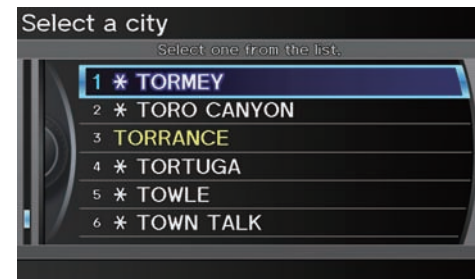 Select a city
Select one from the list.
1 * TORMEY
2 * TORO CANYON
3 TORRANCE
4 * TORTUGA
5 * TOWLE
6 * TOWN TALK